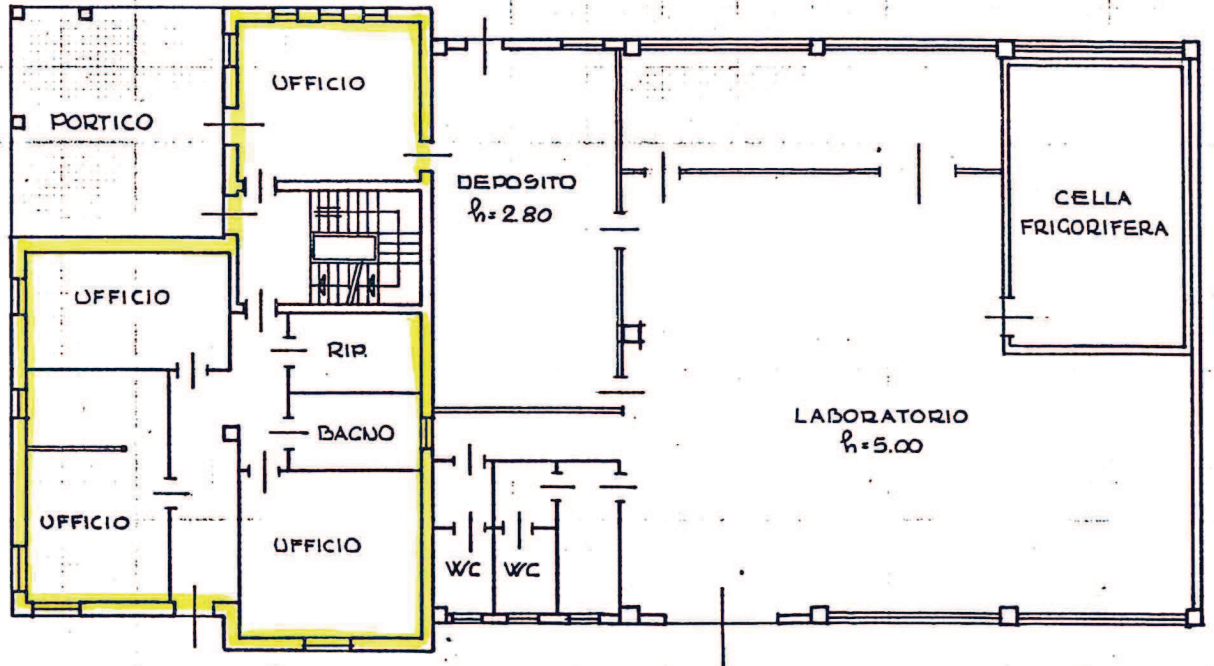 UFFICIO
PORTICO
DEPOSITO
h=2.80
CELLA
FRIGORIFERA
UFFICIO
RIP.
LABORATORIO
h=5.00
BAGNO
UFFICIO
UFFICIO
WC
WC